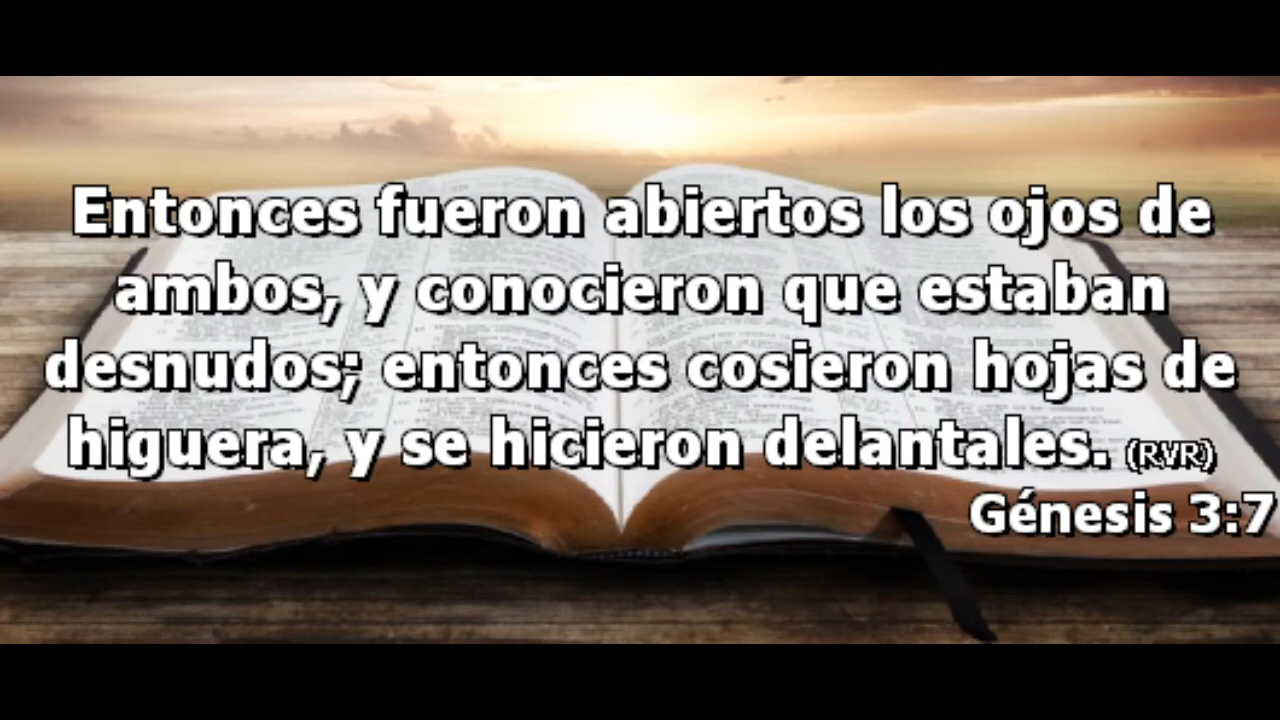 Entonces fueron abiertos los ojos de
ambos, y conocieron que estaban
desnudos; entonces cosieron hojas de
higuera, y se hicieron delantales. (RVR)
Génesis 3:7